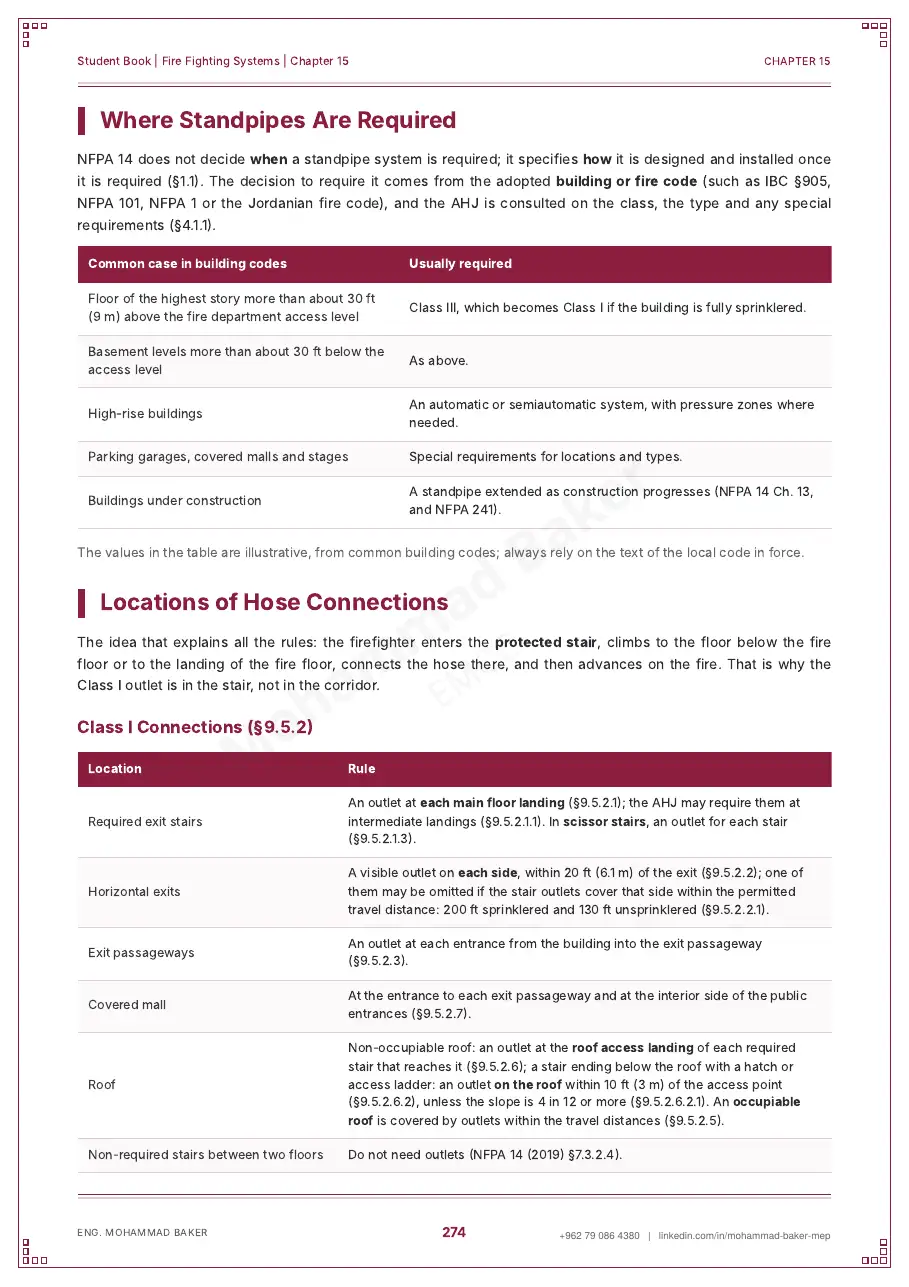 Student Book | Fire Fighting Systems | Chapter 15
CHAPTER 15
Where Standpipes Are Required
NFPA 14 does not decide when a standpipe system is required; it specifies how it is designed and installed once
it is required (§1.1). The decision to require it comes from the adopted building or fire code (such as IBC §905,
NFPA 101, NFPA 1 or the Jordanian fire code), and the AHJ is consulted on the class, the type and any special
requirements (§4.1.1).
Common case in building codes
Usually required
Floor of the highest story more than about 30 ft
(9 m) above the fire department access level
Class III, which becomes Class I if the building is fully sprinklered.
Basement levels more than about 30 ft below the
access level
As above.
High-rise buildings
An automatic or semiautomatic system, with pressure zones where
needed.
Parking garages, covered malls and stages
Special requirements for locations and types.
Buildings under construction
A standpipe extended as construction progresses (NFPA 14 Ch. 13,
and NFPA 241).
The values in the table are illustrative, from common building codes; always rely on the text of the local code in force.
Locations of Hose Connections
The idea that explains all the rules: the firefighter enters the protected stair, climbs to the floor below the fire
floor or to the landing of the fire floor, connects the hose there, and then advances on the fire. That is why the
Class I outlet is in the stair, not in the corridor.
Class I Connections (§9.5.2)
Location
Rule
Required exit stairs
An outlet at each main floor landing (§9.5.2.1); the AHJ may require them at
intermediate landings (§9.5.2.1.1). In scissor stairs, an outlet for each stair
(§9.5.2.1.3).
Horizontal exits
A visible outlet on each side, within 20 ft (6.1 m) of the exit (§9.5.2.2); one of
them may be omitted if the stair outlets cover that side within the permitted
travel distance: 200 ft sprinklered and 130 ft unsprinklered (§9.5.2.2.1).
Exit passageways
An outlet at each entrance from the building into the exit passageway
(§9.5.2.3).
Covered mall
At the entrance to each exit passageway and at the interior side of the public
entrances (§9.5.2.7).
Roof
Non-occupiable roof: an outlet at the roof access landing of each required
stair that reaches it (§9.5.2.6); a stair ending below the roof with a hatch or
access ladder: an outlet on the roof within 10 ft (3 m) of the access point
(§9.5.2.6.2), unless the slope is 4 in 12 or more (§9.5.2.6.2.1). An occupiable
roof is covered by outlets within the travel distances (§9.5.2.5).
Non-required stairs between two floors
Do not need outlets (NFPA 14 (2019) §7.3.2.4).
Mohammad Baker
ENG. MOHAMMAD BAKER
274
+962 79 086 4380 | linkedin.com/in/mohammad-baker-mep